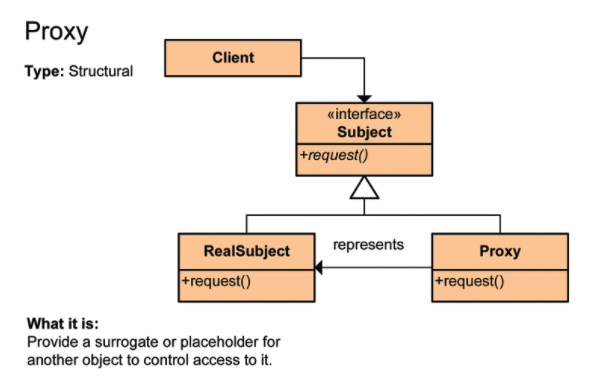 Proxy
Type: Structural
Client
«interface»
Subject
+request()
RealSubject
+request()
represents
Proxy
+request()
What it is:
Provide a surrogate or placeholder for
another object to control access to it.